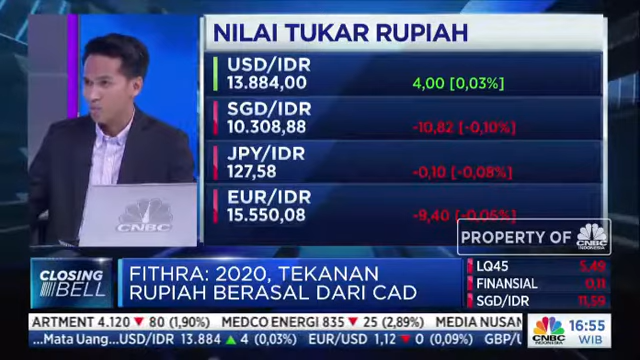 NILAI TUKAR RUPIAH
USD/IDR
13.884,00 4,00 [0,03%]
SGD/IDR
10.308,88 -10,82 [-0,10%]
JPY/IDR
127,58 -0,10 [-0,08%]
EUR/IDR
15.550,08 -9,40 [-0,06%]
CNBC
PROPERTY OF CNBC INDONESIA
CLOSING BELL
FITHRA: 2020, TEKANAN
RUPIAH BERASAL DARI CAD
LQ45 5,49
FINANSIAL 0,11
SGD/IDR 11,59
ARTMENT 4.120 ▼ 80 (1,90%) MEDCO ENERGI 835 ▼ 25 (2,89%) MEDIA NUSAN
...Mata Uang...USD/IDR 13.884 ▲ 4 (0,03%) EUR/USD 1,12 ▼ 0 (0,09%) GBP/U
CNBC INDONESIA
16:55
WIB